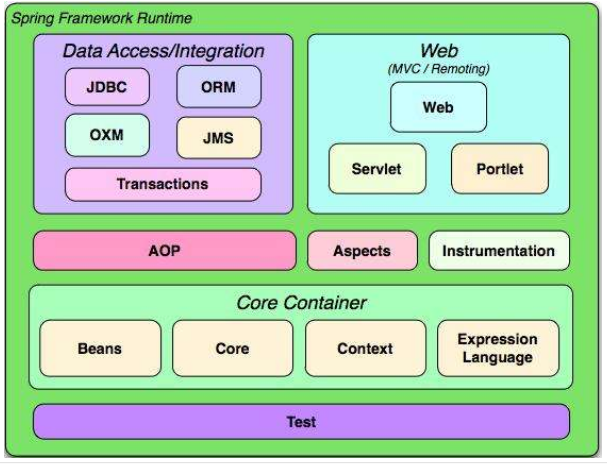 Spring Framework Runtime
Data Access/Integration
JDBC
ORM
OXM
JMS
Transactions
Web
(MVC / Remoting)
Web
Servlet
Portlet
AOP
Aspects
Instrumentation
Core Container
Beans
Core
Context
Expression
Language
Test